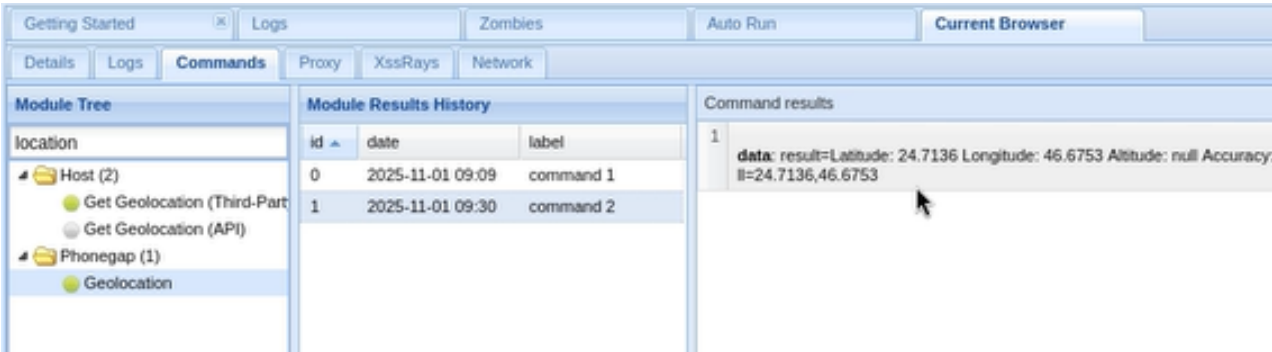 Getting Started Logs Zombies Auto Run Current Browser
Details Logs Commands Proxy XssRays Network
Module Tree Module Results History Command results
location id date label 1
data: result=Latitude: 24.7136 Longitude: 46.6753 Altitude: null Accuracy:
ll=24.7136,46.6753
Host (2) 0 2025-11-01 09:09 command 1
Get Geolocation (Third-Part 1 2025-11-01 09:30 command 2
Get Geolocation (API)
Phonegap (1)
Geolocation